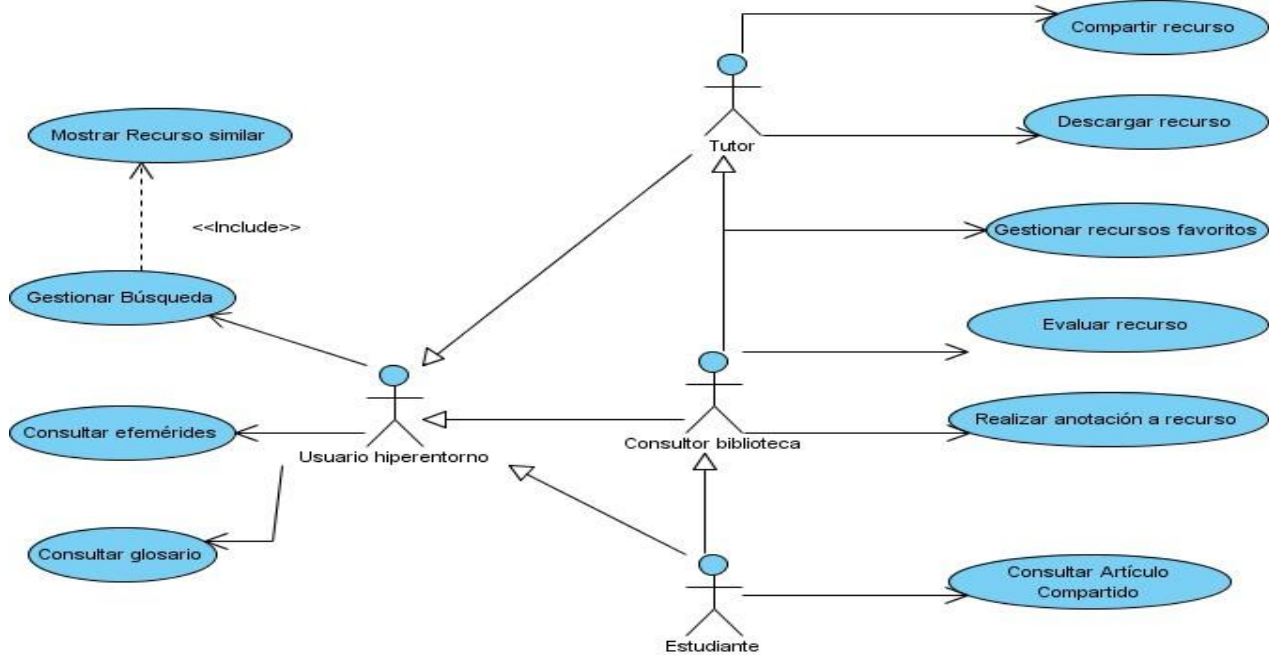 Compartir recurso
Descargar recurso
Tutor
Mostrar Recurso similar
<<Include>>
Gestionar recursos favoritos
Gestionar Búsqueda
Evaluar recurso
Realizar anotación a recurso
Consultar efemérides
Consultor biblioteca
Usuario hiperentorno
Consultar glosario
Consultar Artículo
Compartido
Estudiante